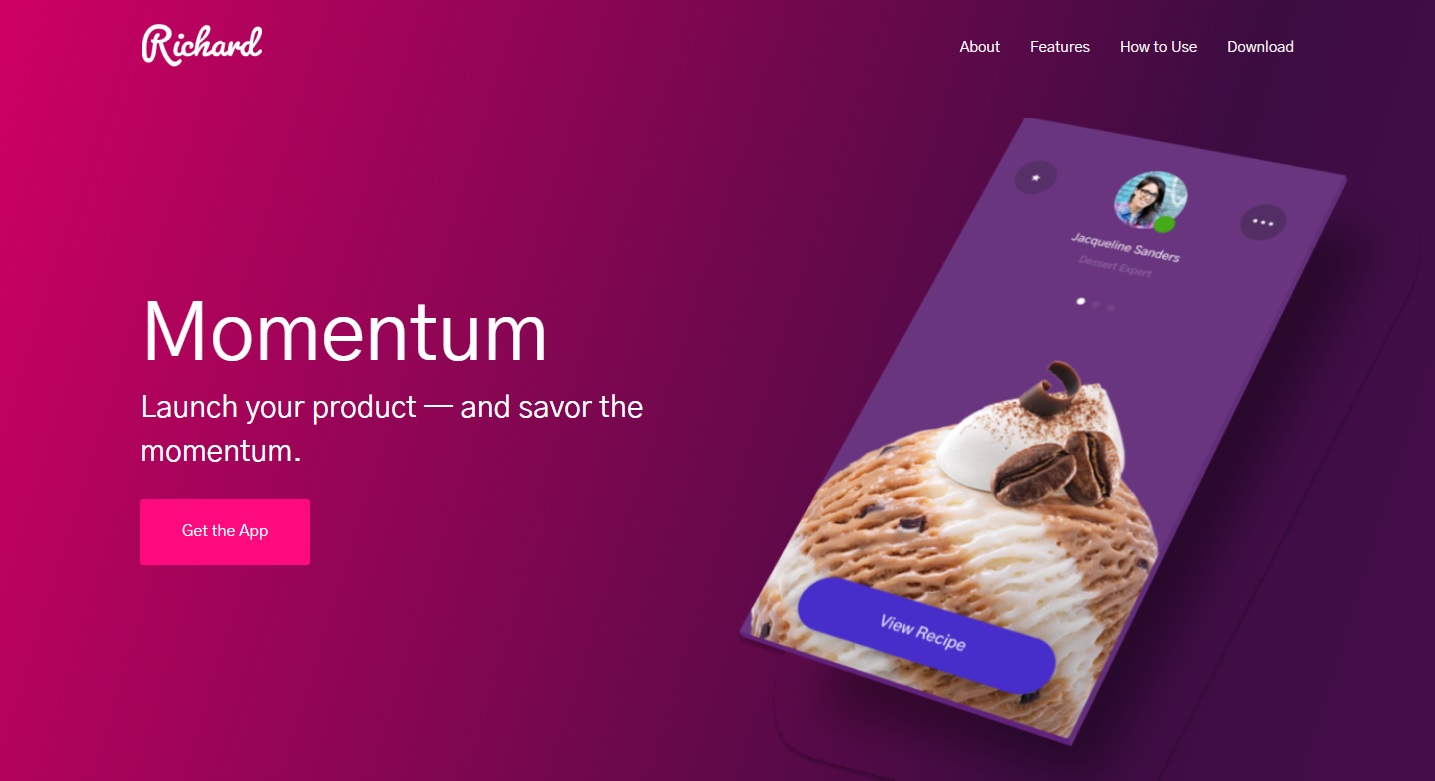 Richard
About Features How to Use Download
Jacqueline Sanders
Dessert Expert
Momentum
Launch your product — and savor the
momentum.
Get the App
View Recipe